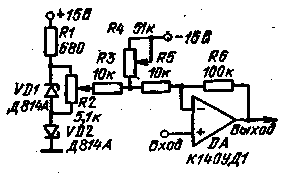 +15В
R1
680
R4 51к
-15В
R3
10к
R5
10к
R6
100к
VD1
Д814А
R2
5,1к
VD2
Д814А
Вход
DA
К140УД1
Выход